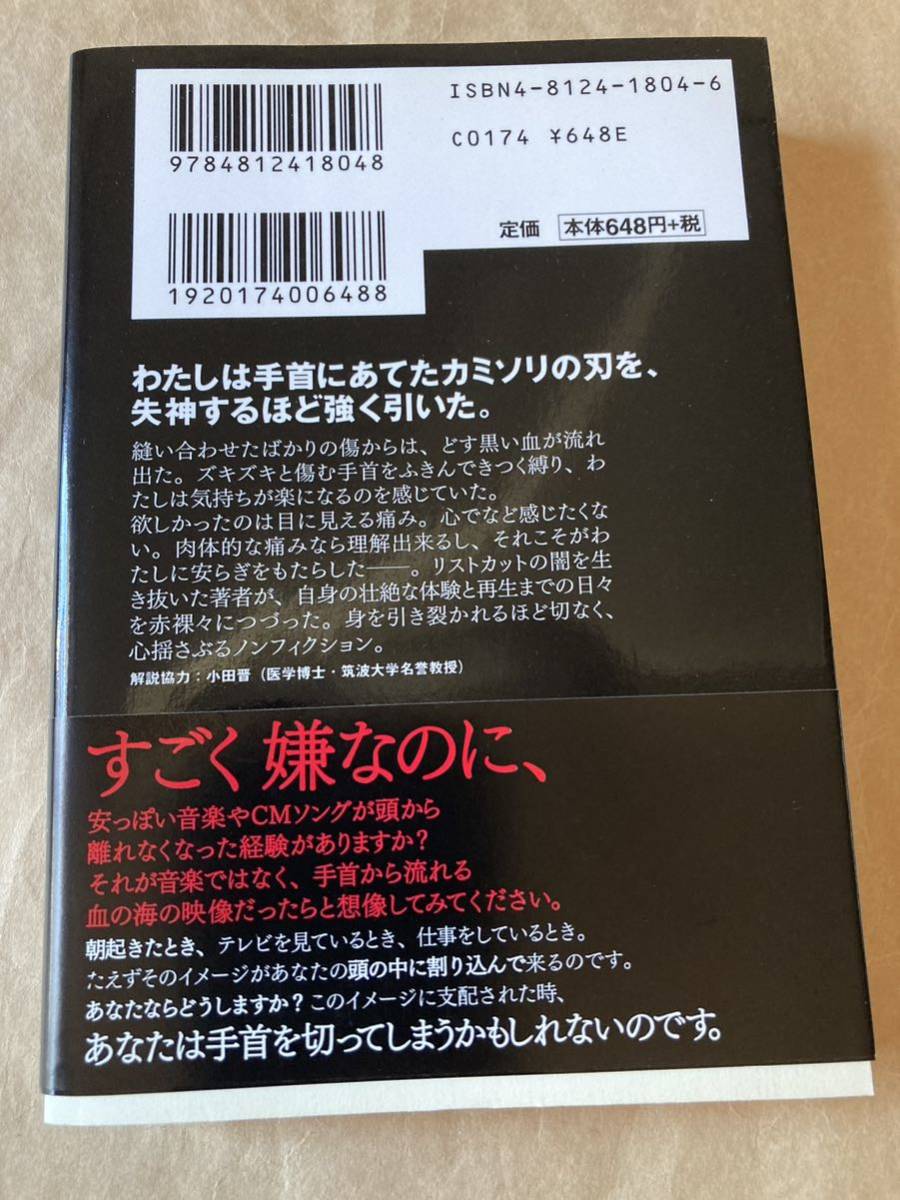 ISBN4-8124-1804-6
C0174 ¥648E
9784812418048
定価 本体648円+税
1920174006488
わたしは手首にあてたカミソリの刃を、
失神するほど強く引いた。
縫い合わせたばかりの傷からは、どす黒い血が流れ
出た。ズキズキと傷む手首をふきんできつく縛り、わ
たしは気持ちが楽になるのを感じていた。
欲しかったのは目に見える痛み。心でなど感じたくな
い。肉体的な痛みなら理解出来るし、それこそがわ
たしに安らぎをもたらした――。リストカットの闇を生
き抜いた著者が、自身の壮絶な体験と再生までの日々
を赤裸々につづった。身を引き裂かれるほど切なく、
心揺さぶるノンフィクション。
解説協力：小田晋（医学博士・筑波大学名誉教授）
すごく嫌なのに、
安っぽい音楽やCMソングが頭から
離れなくなった経験がありますか？
それが音楽ではなく、手首から流れる
血の海の映像だったらと想像してみてください。
朝起きたとき、テレビを見ているとき、仕事をしているとき。
たえずそのイメージがあなたの頭の中に割り込んで来るのです。
あなたならどうしますか？このイメージに支配された時、
あなたは手首を切ってしまうかもしれないのです。